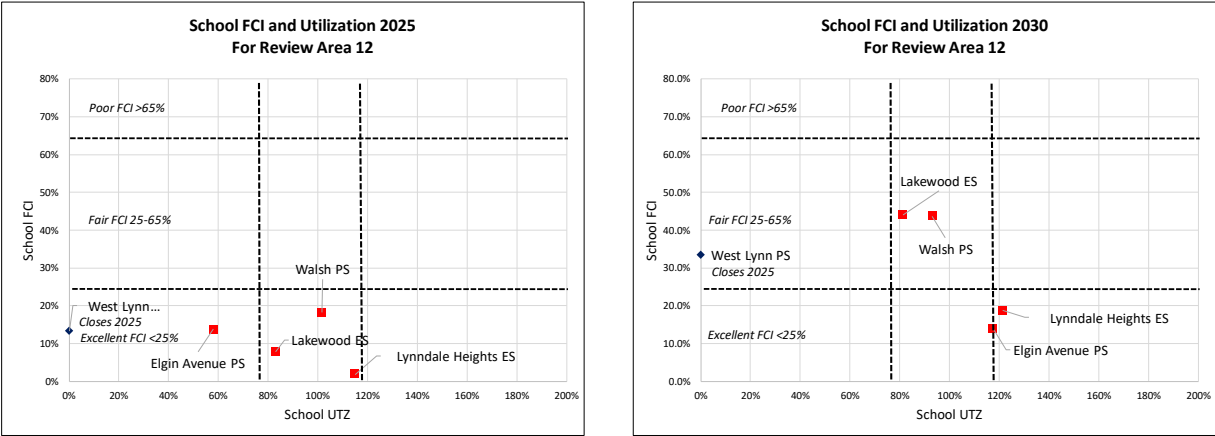 School FCI and Utilization 2025
For Review Area 12
80%
70%
60%
50%
40%
30%
20%
10%
0%
School FCI
Poor FCI >65%
Fair FCI 25-65%
Walsh PS
West Lynn...
Closes 2025
Excellent FCI <25%
Lakewood ES
Elgin Avenue PS
Lynndale Heights ES
0% 20% 40% 60% 80% 100% 120% 140% 160% 180% 200%
School UTZ
School FCI and Utilization 2030
For Review Area 12
80.0%
70.0%
60.0%
50.0%
40.0%
30.0%
20.0%
10.0%
0.0%
School FCI
Poor FCI >65%
Lakewood ES
Fair FCI 25-65%
Walsh PS
West Lynn PS
Closes 2025
Lynndale Heights ES
Excellent FCI <25%
Elgin Avenue PS
0% 20% 40% 60% 80% 100% 120% 140% 160% 180% 200%
School UTZ